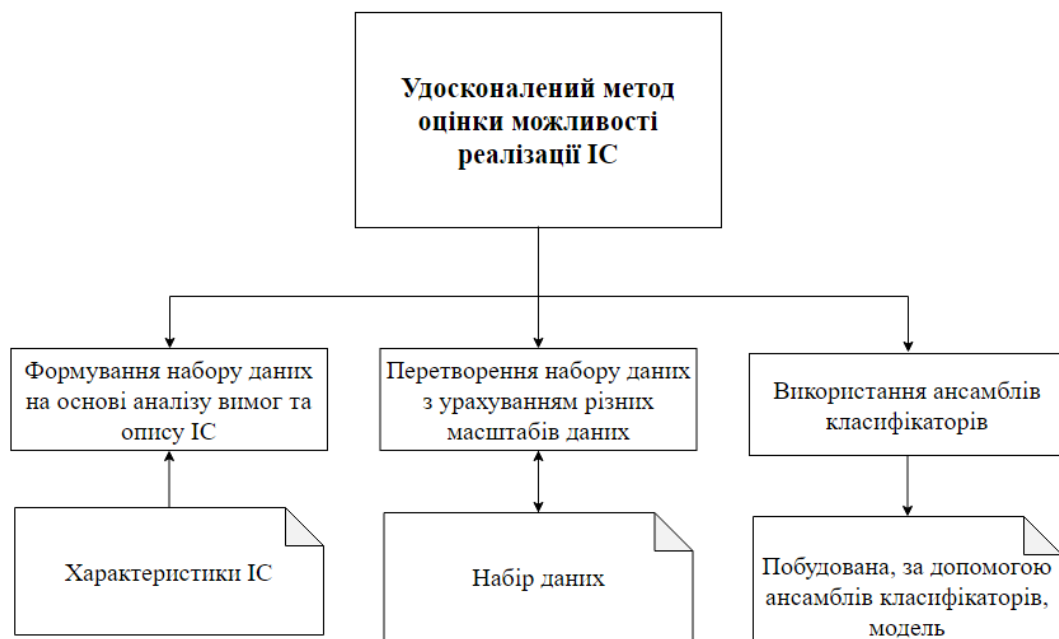 Удосконалений метод
оцінки можливості
реалізації ІС
Формування набору даних
на основі аналізу вимог та
опису ІС
Перетворення набору даних
з урахуванням різних
масштабів даних
Використання ансамблів
класифікаторів
Характеристики ІС
Набір даних
Побудована, за допомогою
ансамблів класифікаторів,
модель